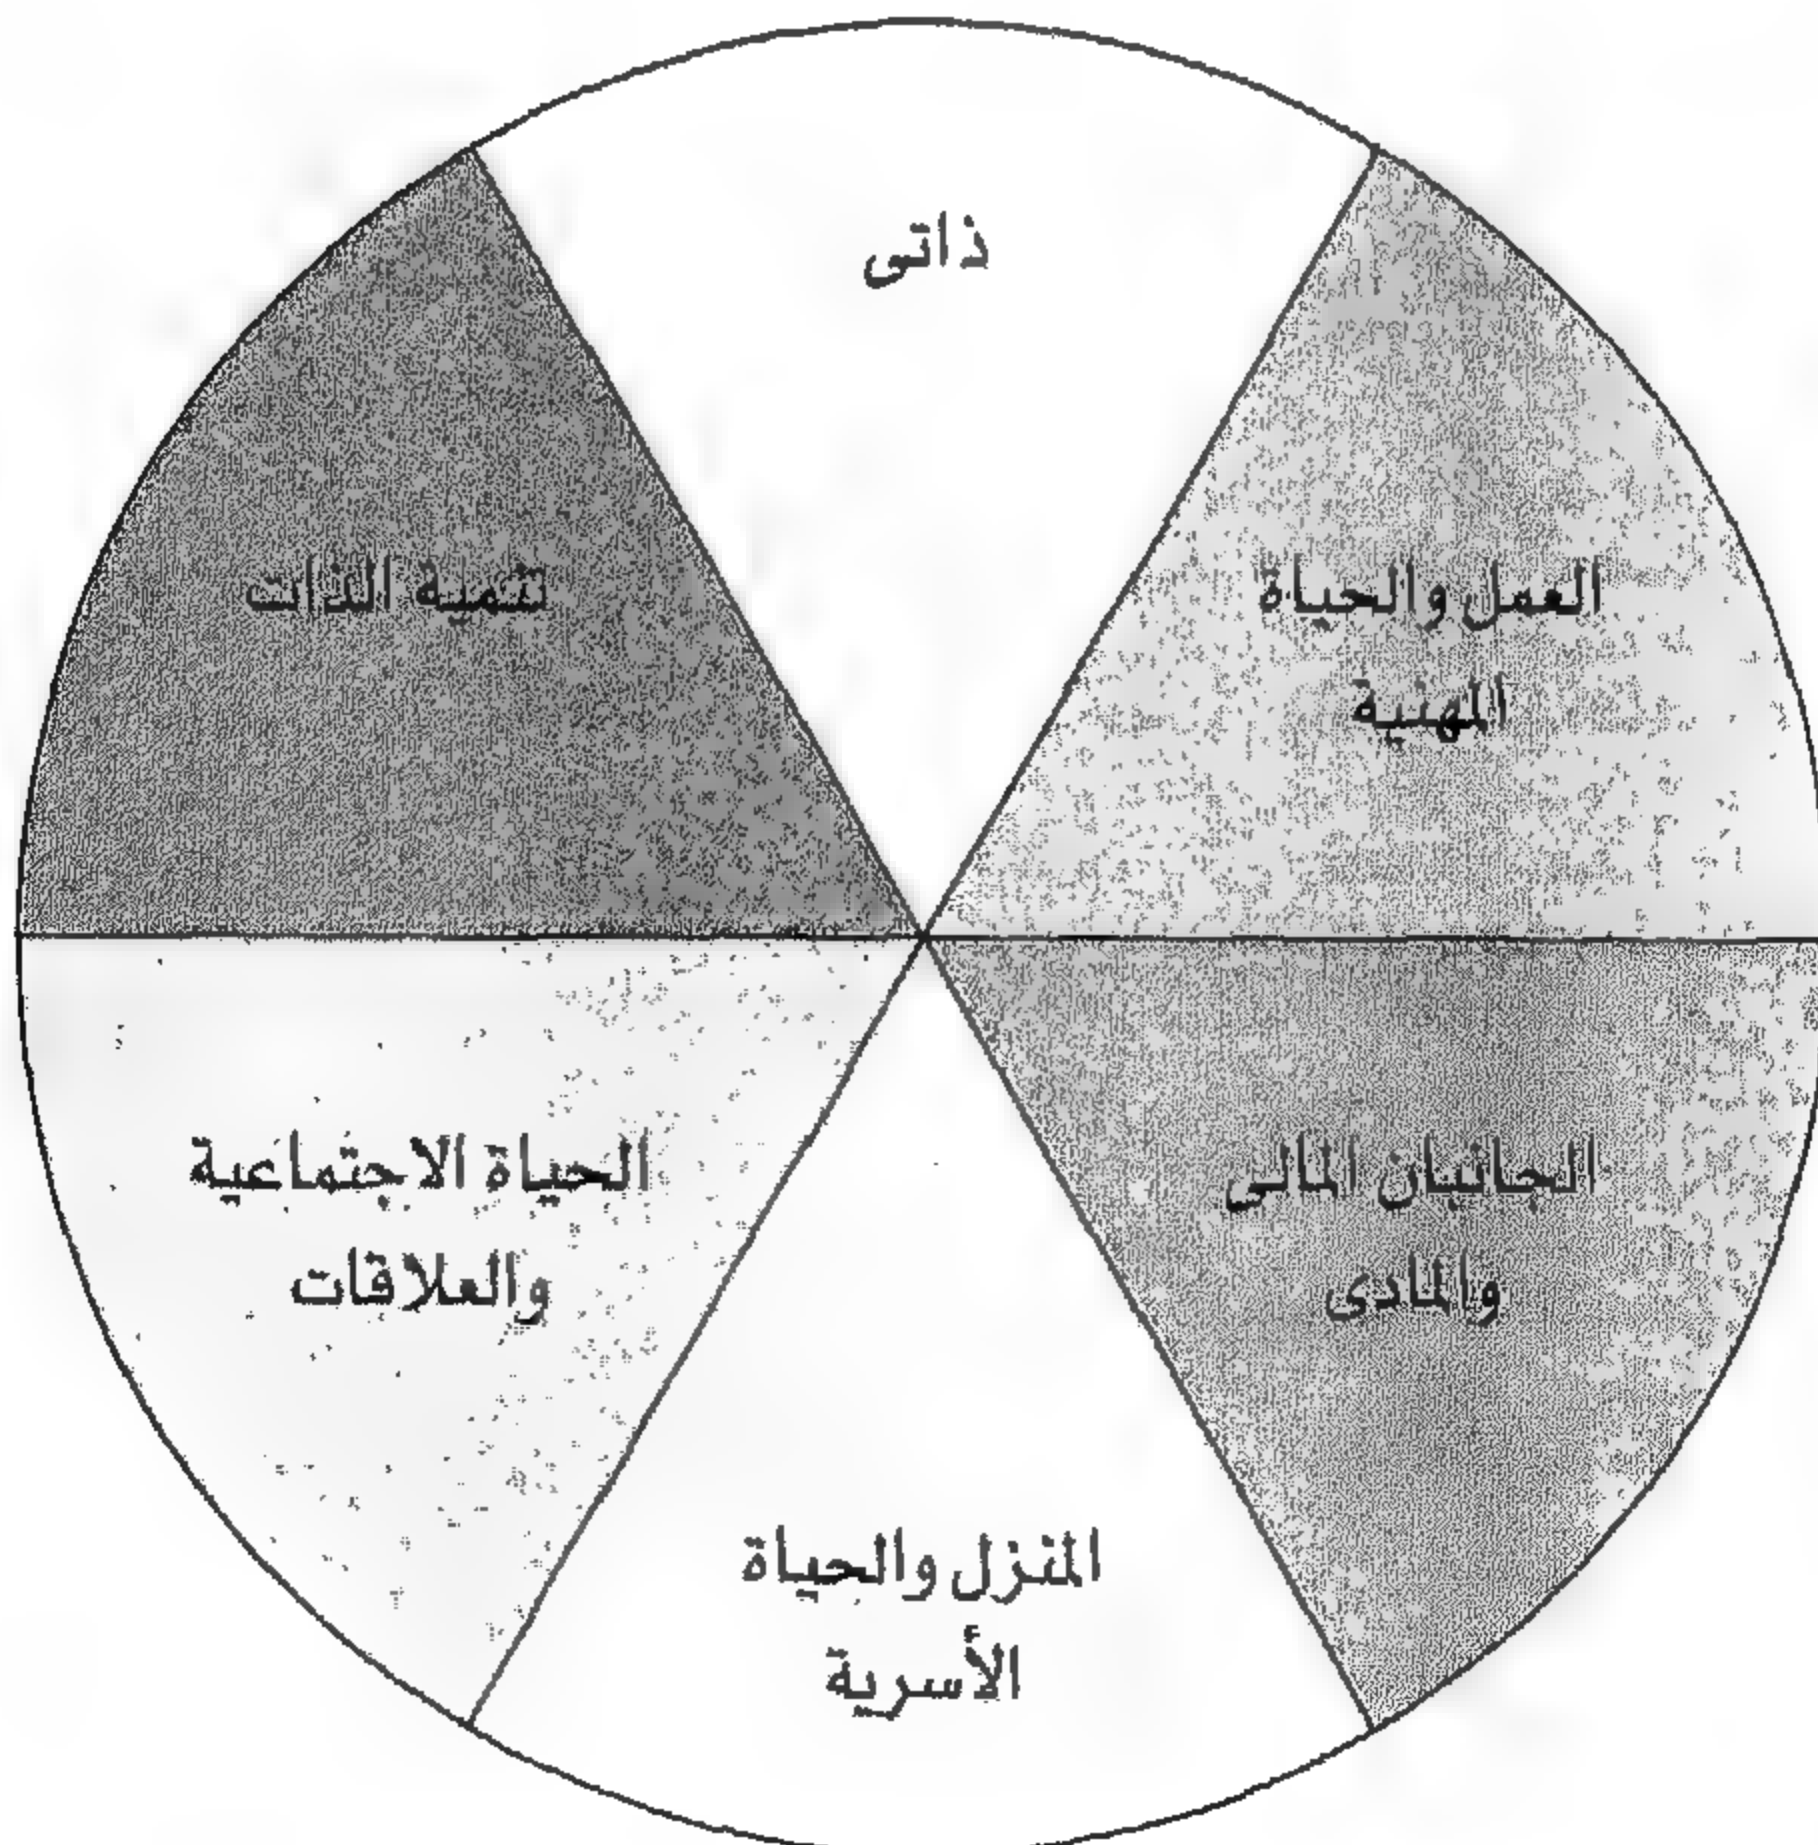 ذاتى
العمل والحياة
المهنية
تنمية الذات
الجانبان المالى
والمادى
الحياة الاجتماعية
والعلاقات
المنزل والحياة
الأسرية